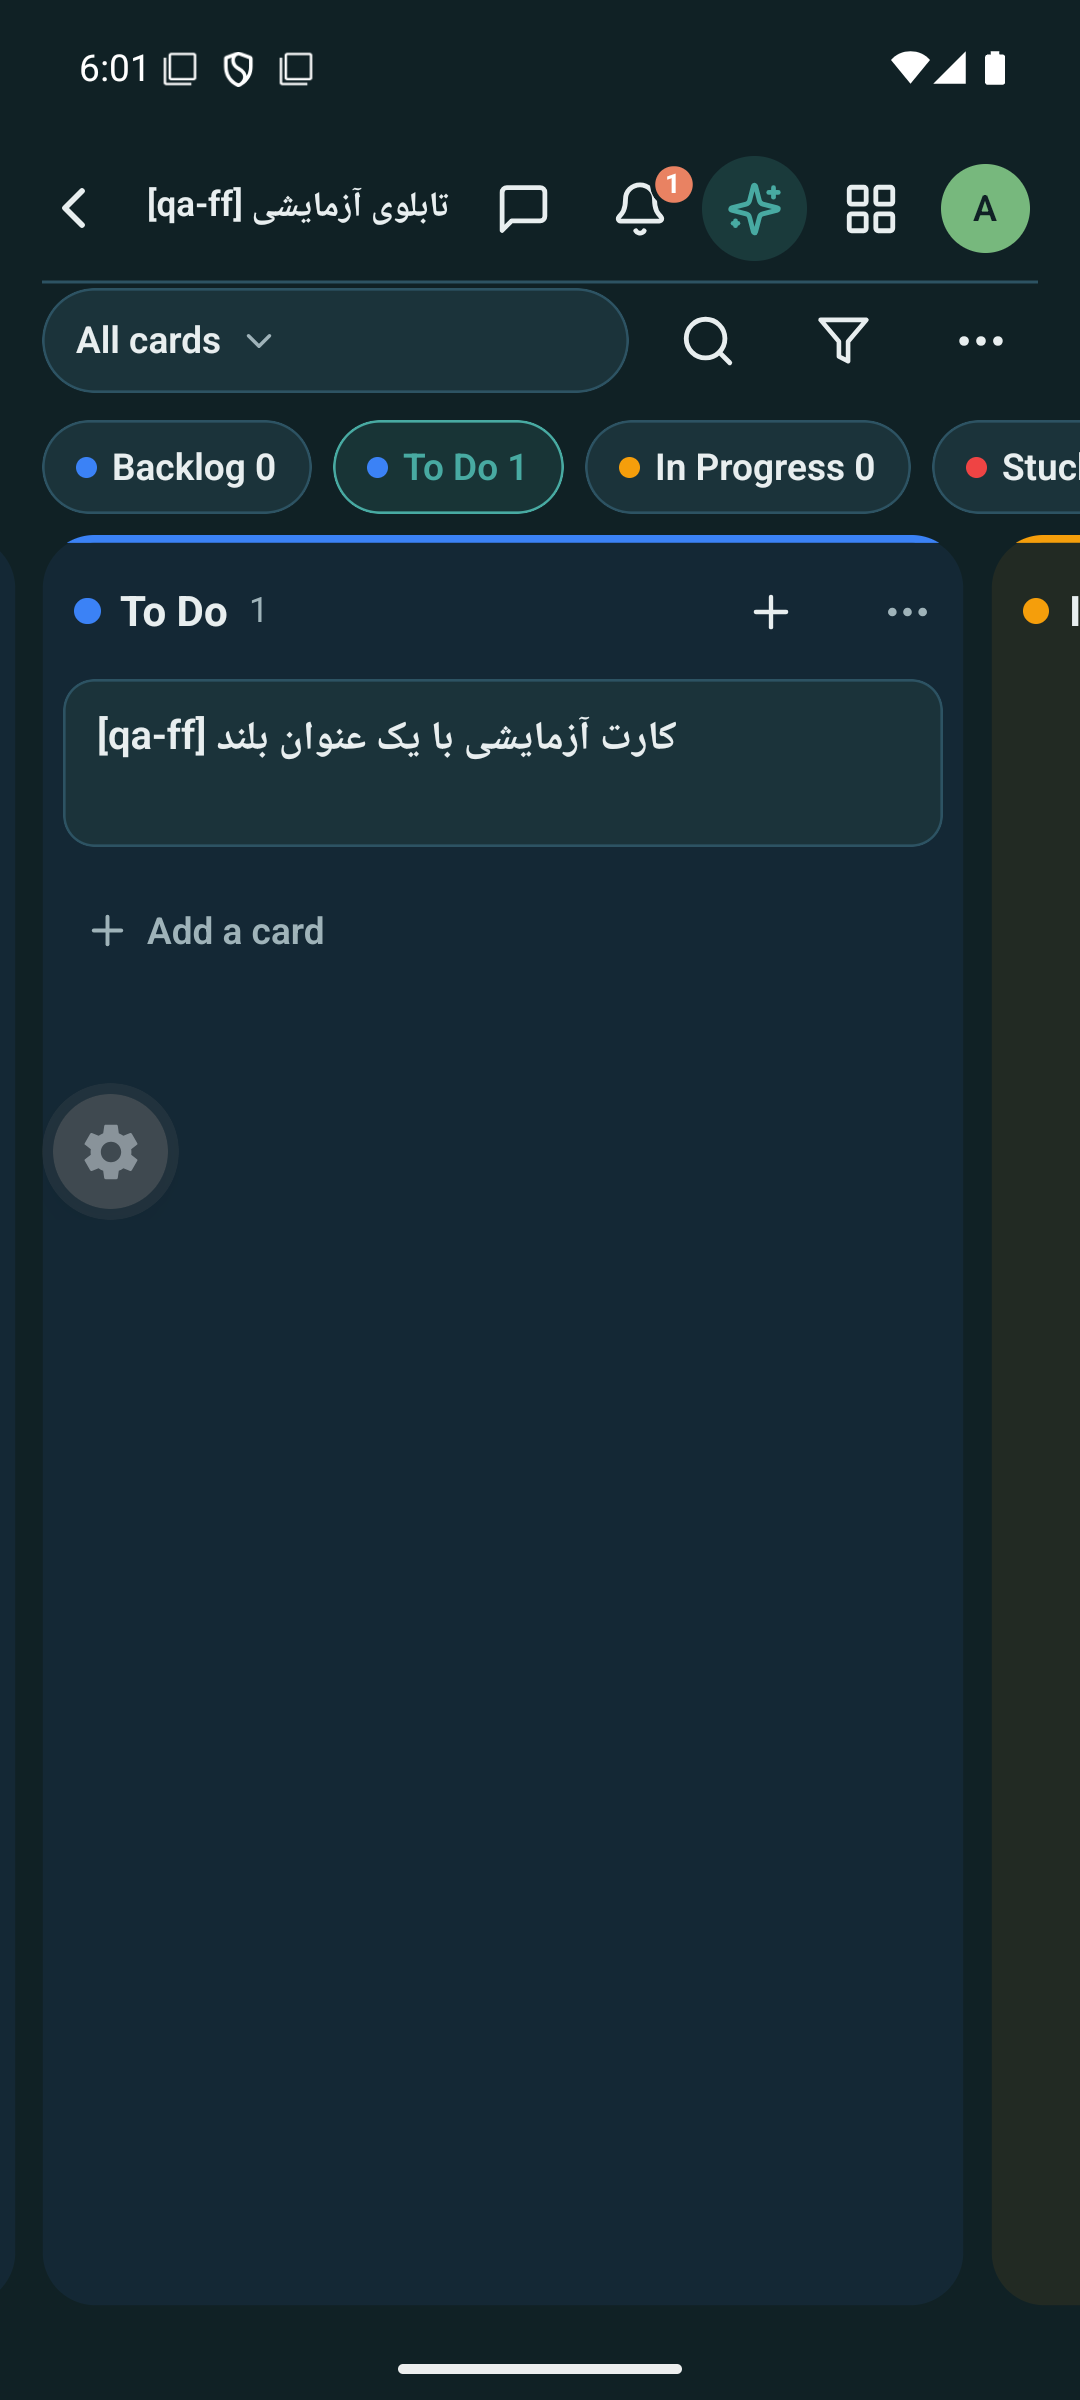 6:01
[qa-ff] تابلوی آزمایشی
1
A
All cards
Backlog 0
To Do 1
In Progress 0
To Do 1
[qa-ff] کارت آزمایشی با یک عنوان بلند
Add a card